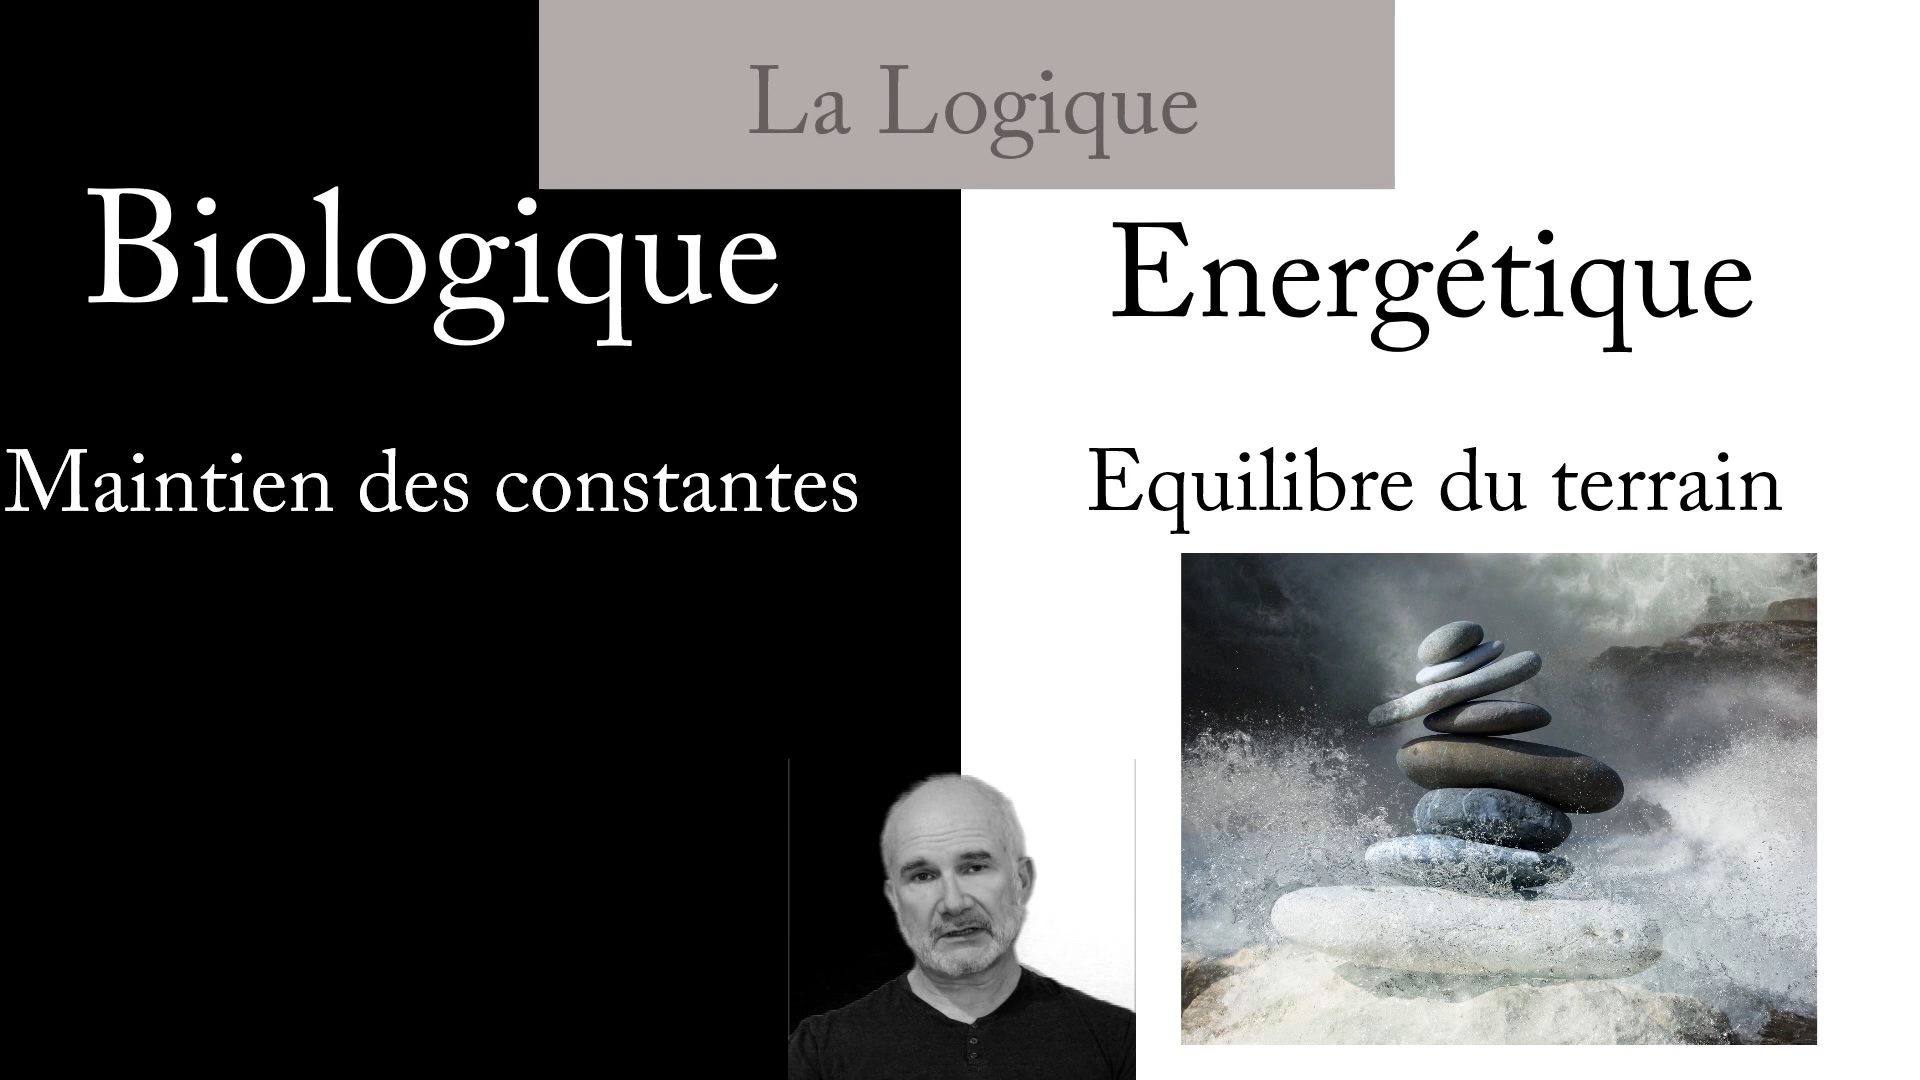 La Logique
Biologique
Energétique
Maintien des constantes
Equilibre du terrain